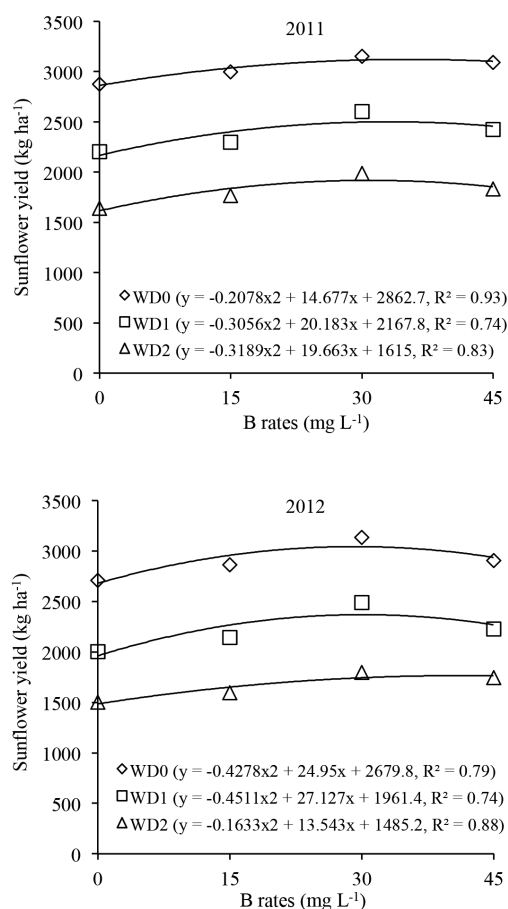 2011
3500
3000
2500
2000
1500
1000
500
0
Sunflower yield (kg ha⁻¹)
WD0 (y = -0.2078x2 + 14.677x + 2862.7, R² = 0.93)
WD1 (y = -0.3056x2 + 20.183x + 2167.8, R² = 0.74)
WD2 (y = -0.3189x2 + 19.663x + 1615, R² = 0.83)
0 15 30 45
B rates (mg L⁻¹)
2012
3500
3000
2500
2000
1500
1000
500
0
Sunflower yield (kg ha⁻¹)
WD0 (y = -0.4278x2 + 24.95x + 2679.8, R² = 0.79)
WD1 (y = -0.4511x2 + 27.127x + 1961.4, R² = 0.74)
WD2 (y = -0.1633x2 + 13.543x + 1485.2, R² = 0.88)
0 15 30 45
B rates (mg L⁻¹)